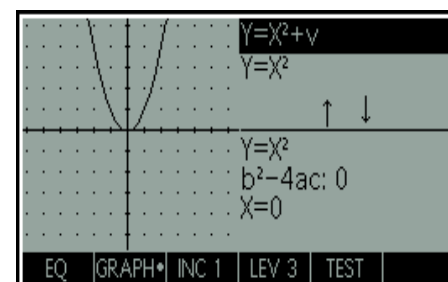 Y=X²+v
Y=X²
↑ ↓
Y=X²
b²-4ac: 0
X=0
EQ GRAPH• INC 1 LEV 3 TEST